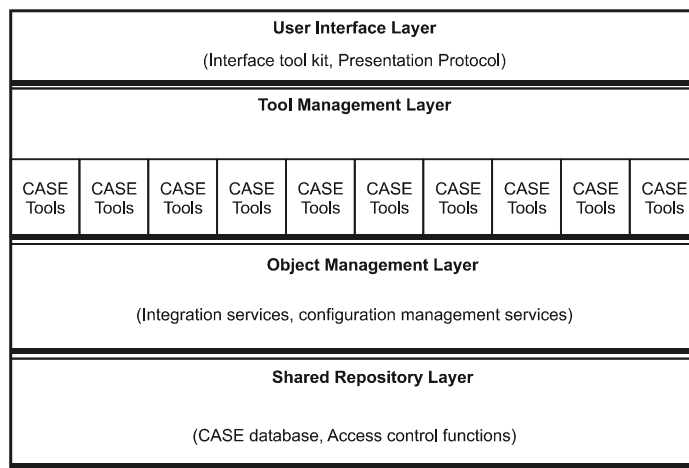 User Interface Layer
(Interface tool kit, Presentation Protocol)
Tool Management Layer
CASE CASE CASE CASE CASE CASE CASE CASE CASE CASE
Tools Tools Tools Tools Tools Tools Tools Tools Tools Tools
Object Management Layer
(Integration services, configuration management services)
Shared Repository Layer
(CASE database, Access control functions)